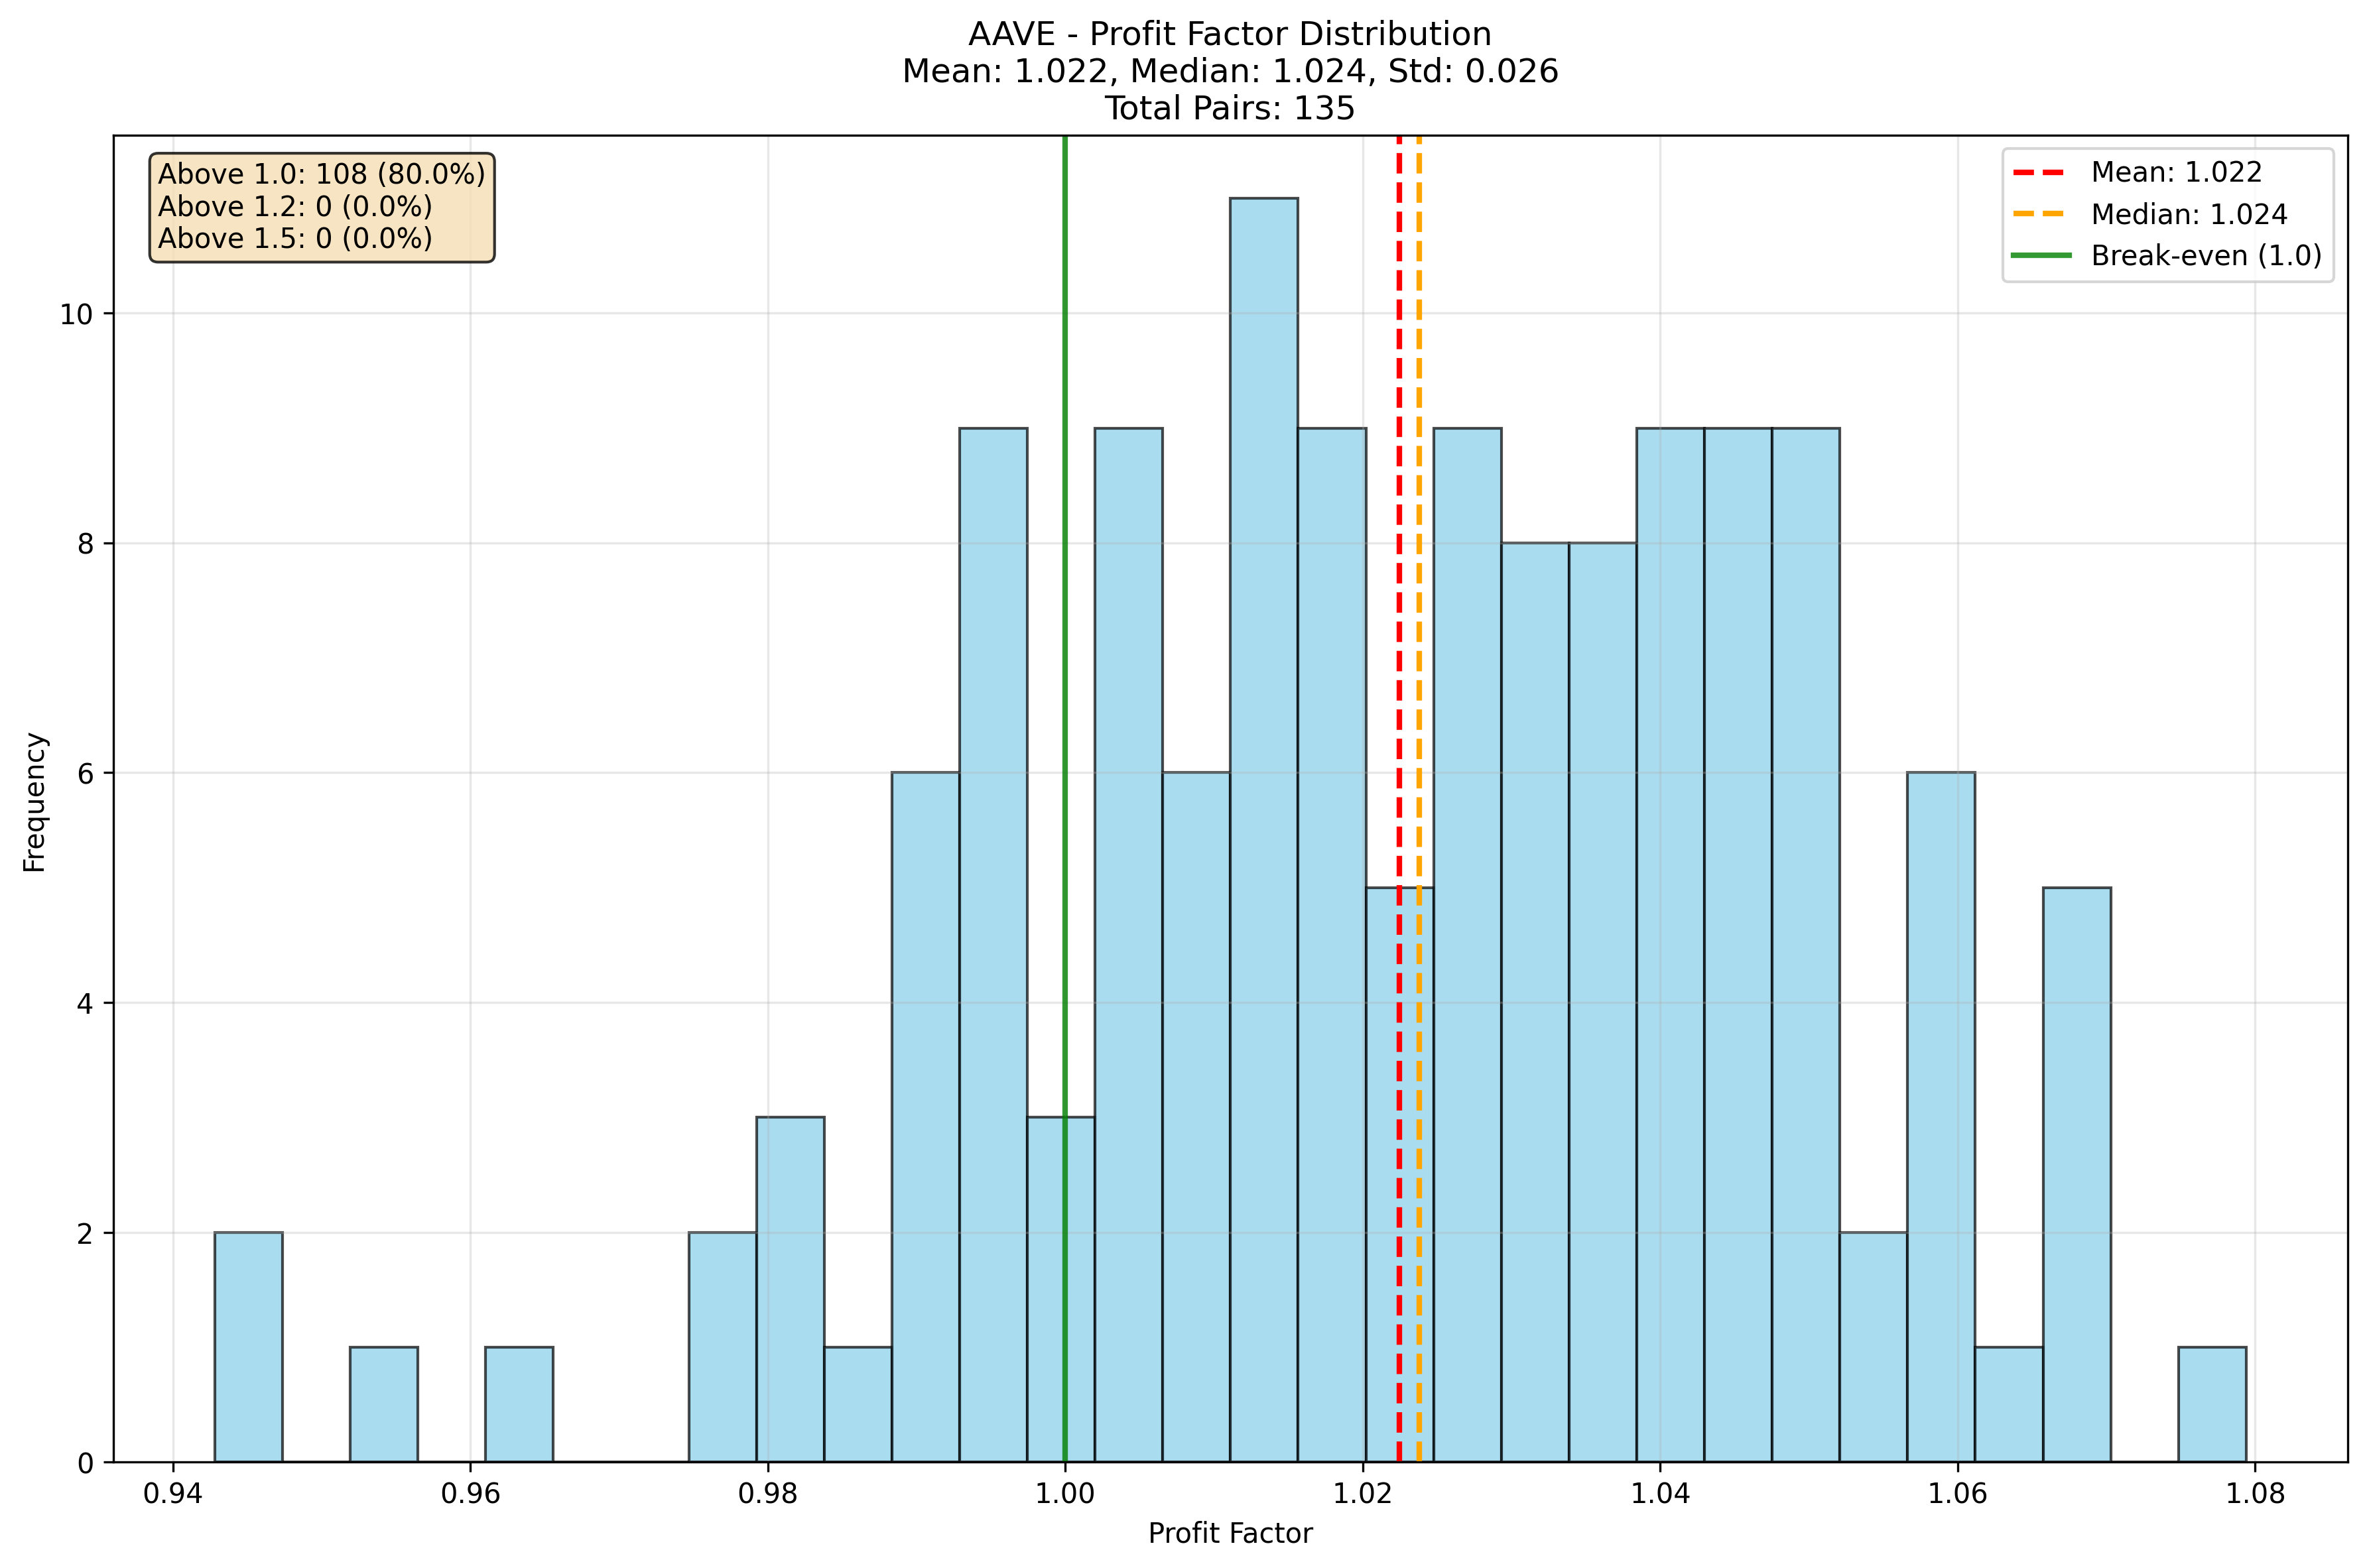 AAVE - Profit Factor Distribution
Mean: 1.022, Median: 1.024, Std: 0.026
Total Pairs: 135
Above 1.0: 108 (80.0%)
Above 1.2: 0 (0.0%)
Above 1.5: 0 (0.0%)
Mean: 1.022
Median: 1.024
Break-even (1.0)
Frequency
10
8
6
4
2
0
0.94
0.96
0.98
1.00
1.02
1.04
1.06
1.08
Profit Factor